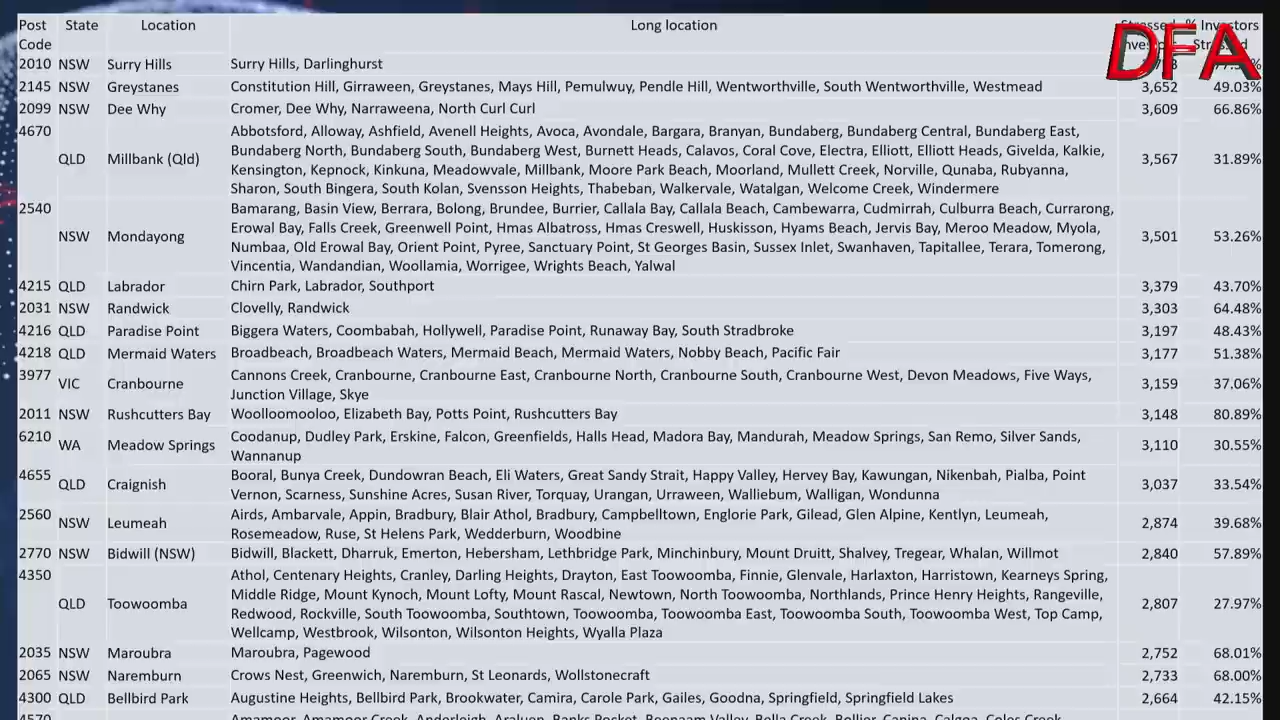 Post Code State Location Long location Stressed Investors % Investors Stressed
DFA
2010 NSW Surry Hills Surry Hills, Darlinghurst
2145 NSW Greystanes Constitution Hill, Girraween, Greystanes, Mays Hill, Pemulwuy, Pendle Hill, Wentworthville, South Wentworthville, Westmead 3,652 49.03%
2099 NSW Dee Why Cromer, Dee Why, Narraweena, North Curl Curl 3,609 66.86%
4670 QLD Millbank (Qld) Abbotsford, Alloway, Ashfield, Avenell Heights, Avoca, Avondale, Bargara, Branyan, Bundaberg, Bundaberg Central, Bundaberg East,
Bundaberg North, Bundaberg South, Bundaberg West, Burnett Heads, Calavos, Coral Cove, Electra, Elliott, Elliott Heads, Givelda, Kalkie,
Kensington, Kepnock, Kinkuna, Meadowvale, Millbank, Moore Park Beach, Moorland, Mullett Creek, Norville, Qunaba, Rubyanna,
Sharon, South Bingera, South Kolan, Svensson Heights, Thabeban, Walkervale, Watalgan, Welcome Creek, Windermere 3,567 31.89%
2540 NSW Mondayong Bamarang, Basin View, Berrara, Bolong, Brundee, Burrier, Callala Bay, Callala Beach, Cambewarra, Cudmirrah, Culburra Beach, Currarong,
Erowal Bay, Falls Creek, Greenwell Point, Hmas Albatross, Hmas Creswell, Huskisson, Hyams Beach, Jervis Bay, Meroo Meadow, Myola,
Numbaa, Old Erowal Bay, Orient Point, Pyree, Sanctuary Point, St Georges Basin, Sussex Inlet, Swanhaven, Tapitallee, Terara, Tomerong,
Vincentia, Wandandian, Woollamia, Worrigee, Wrights Beach, Yalwal 3,501 53.26%
4215 QLD Labrador Chirn Park, Labrador, Southport 3,379 43.70%
2031 NSW Randwick Clovelly, Randwick 3,303 64.48%
4216 QLD Paradise Point Biggera Waters, Coombabah, Hollywell, Paradise Point, Runaway Bay, South Stradbroke 3,197 48.43%
4218 QLD Mermaid Waters Broadbeach, Broadbeach Waters, Mermaid Beach, Mermaid Waters, Nobby Beach, Pacific Fair 3,177 51.38%
3977 VIC Cranbourne Cannons Creek, Cranbourne, Cranbourne East, Cranbourne North, Cranbourne South, Cranbourne West, Devon Meadows, Five Ways,
Junction Village, Skye 3,159 37.06%
2011 NSW Rushcutters Bay Woolloomooloo, Elizabeth Bay, Potts Point, Rushcutters Bay 3,148 80.89%
6210 WA Meadow Springs Coodanup, Dudley Park, Erskine, Falcon, Greenfields, Halls Head, Madora Bay, Mandurah, Meadow Springs, San Remo, Silver Sands,
Wannanup 3,110 30.55%
4655 QLD Craignish Booral, Bunya Creek, Dundowran Beach, Eli Waters, Great Sandy Strait, Happy Valley, Hervey Bay, Kawungan, Nikenbah, Pialba, Point
Vernon, Scarness, Sunshine Acres, Susan River, Torquay, Urangan, Urraween, Walliebum, Walligan, Wondunna 3,037 33.54%
2560 NSW Leumeah Airds, Ambarvale, Appin, Bradbury, Blair Athol, Bradbury, Campbelltown, Englorie Park, Gilead, Glen Alpine, Kentlyn, Leumeah,
Rosemeadow, Ruse, St Helens Park, Wedderburn, Woodbine 2,874 39.68%
2770 NSW Bidwill (NSW) Bidwill, Blackett, Dharruk, Emerton, Hebersham, Lethbridge Park, Minchinbury, Mount Druitt, Shalvey, Tregear, Whalan, Willmot 2,840 57.89%
4350 QLD Toowoomba Athol, Centenary Heights, Cranley, Darling Heights, Drayton, East Toowoomba, Finnie, Glenvale, Harlaxton, Harristown, Kearneys Spring,
Middle Ridge, Mount Kynoch, Mount Lofty, Mount Rascal, Newtown, North Toowoomba, Northlands, Prince Henry Heights, Rangeville,
Redwood, Rockville, South Toowoomba, Southtown, Toowoomba, Toowoomba East, Toowoomba South, Toowoomba West, Top Camp,
Wellcamp, Westbrook, Wilsonton, Wilsonton Heights, Wyalla Plaza 2,807 27.97%
2035 NSW Maroubra Maroubra, Pagewood 2,752 68.01%
2065 NSW Naremburn Crows Nest, Greenwich, Naremburn, St Leonards, Wollstonecraft 2,733 68.00%
4300 QLD Bellbird Park Augustine Heights, Bellbird Park, Brookwater, Camira, Carole Park, Gailes, Goodna, Springfield, Springfield Lakes 2,664 42.15%
4570